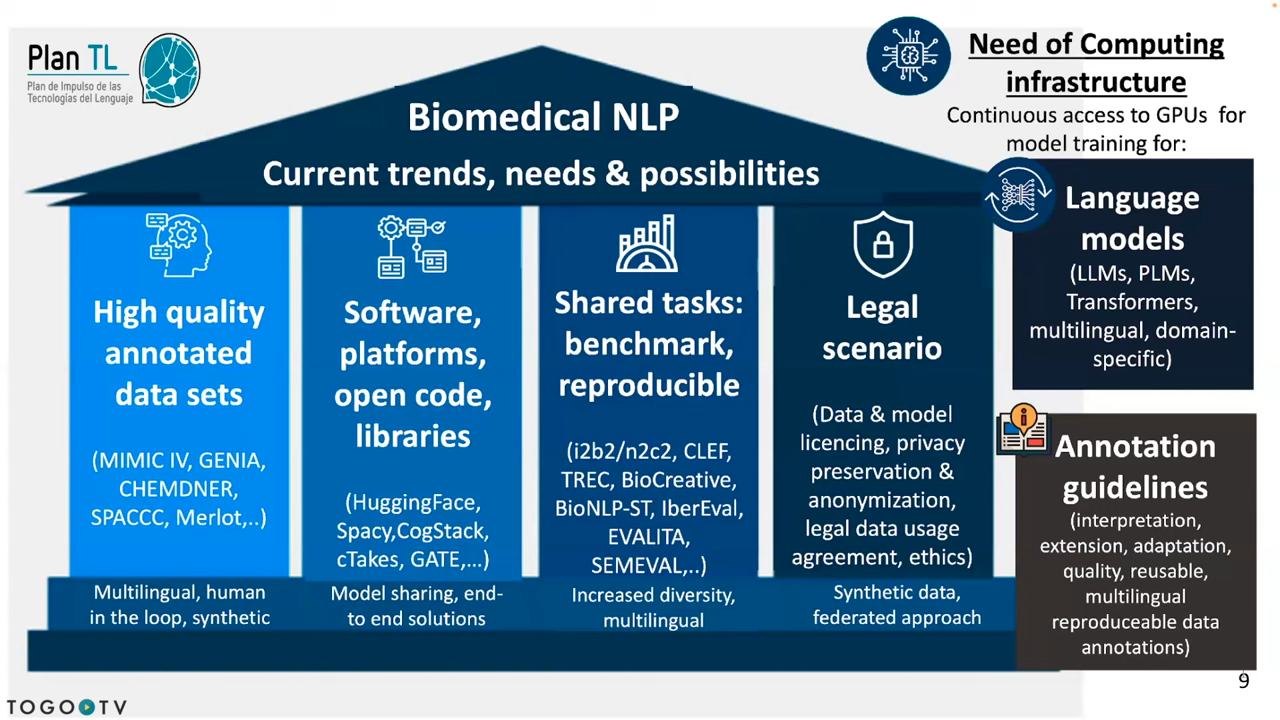 Plan TL
Plan de Impulso de las
Tecnologías del Lenguaje
Biomedical NLP
Current trends, needs & possibilities
High quality
annotated
data sets
(MIMIC IV, GENIA,
CHEMDNER,
SPACCC, Merlot,..)
Multilingual, human
in the loop, synthetic
Software,
platforms,
open code,
libraries
(HuggingFace,
Spacy,CogStack,
cTakes, GATE,...)
Model sharing, end-
to end solutions
Shared tasks:
benchmark,
reproducible
(i2b2/n2c2, CLEF,
TREC, BioCreative,
BioNLP-ST, IberEval,
EVALITA,
SEMEVAL,..)
Increased diversity,
multilingual
Legal
scenario
(Data & model
licencing, privacy
preservation &
anonymization,
legal data usage
agreement, ethics)
Synthetic data,
federated approach
Need of Computing
infrastructure
Continuous access to GPUs for
model training for:
Language
models
(LLMs, PLMs,
Transformers,
multilingual, domain-
specific)
Annotation
guidelines
(interpretation,
extension, adaptation,
quality, reusable,
multilingual
reproduceable data
annotations)
9
TOGO TV